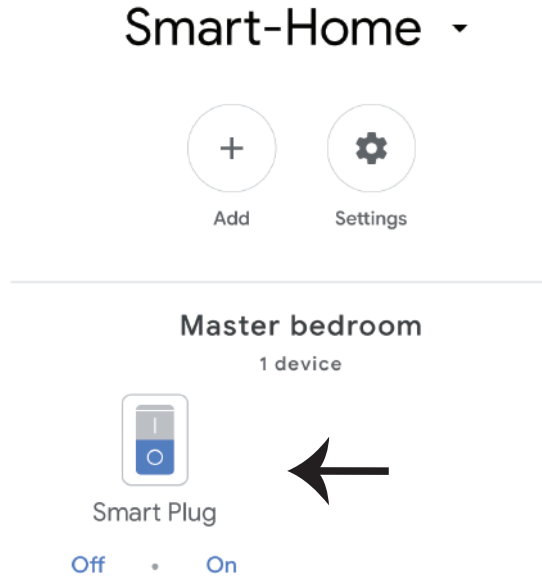 Smart-Home
Add Settings
Master bedroom
1 device
Smart Plug
Off • On